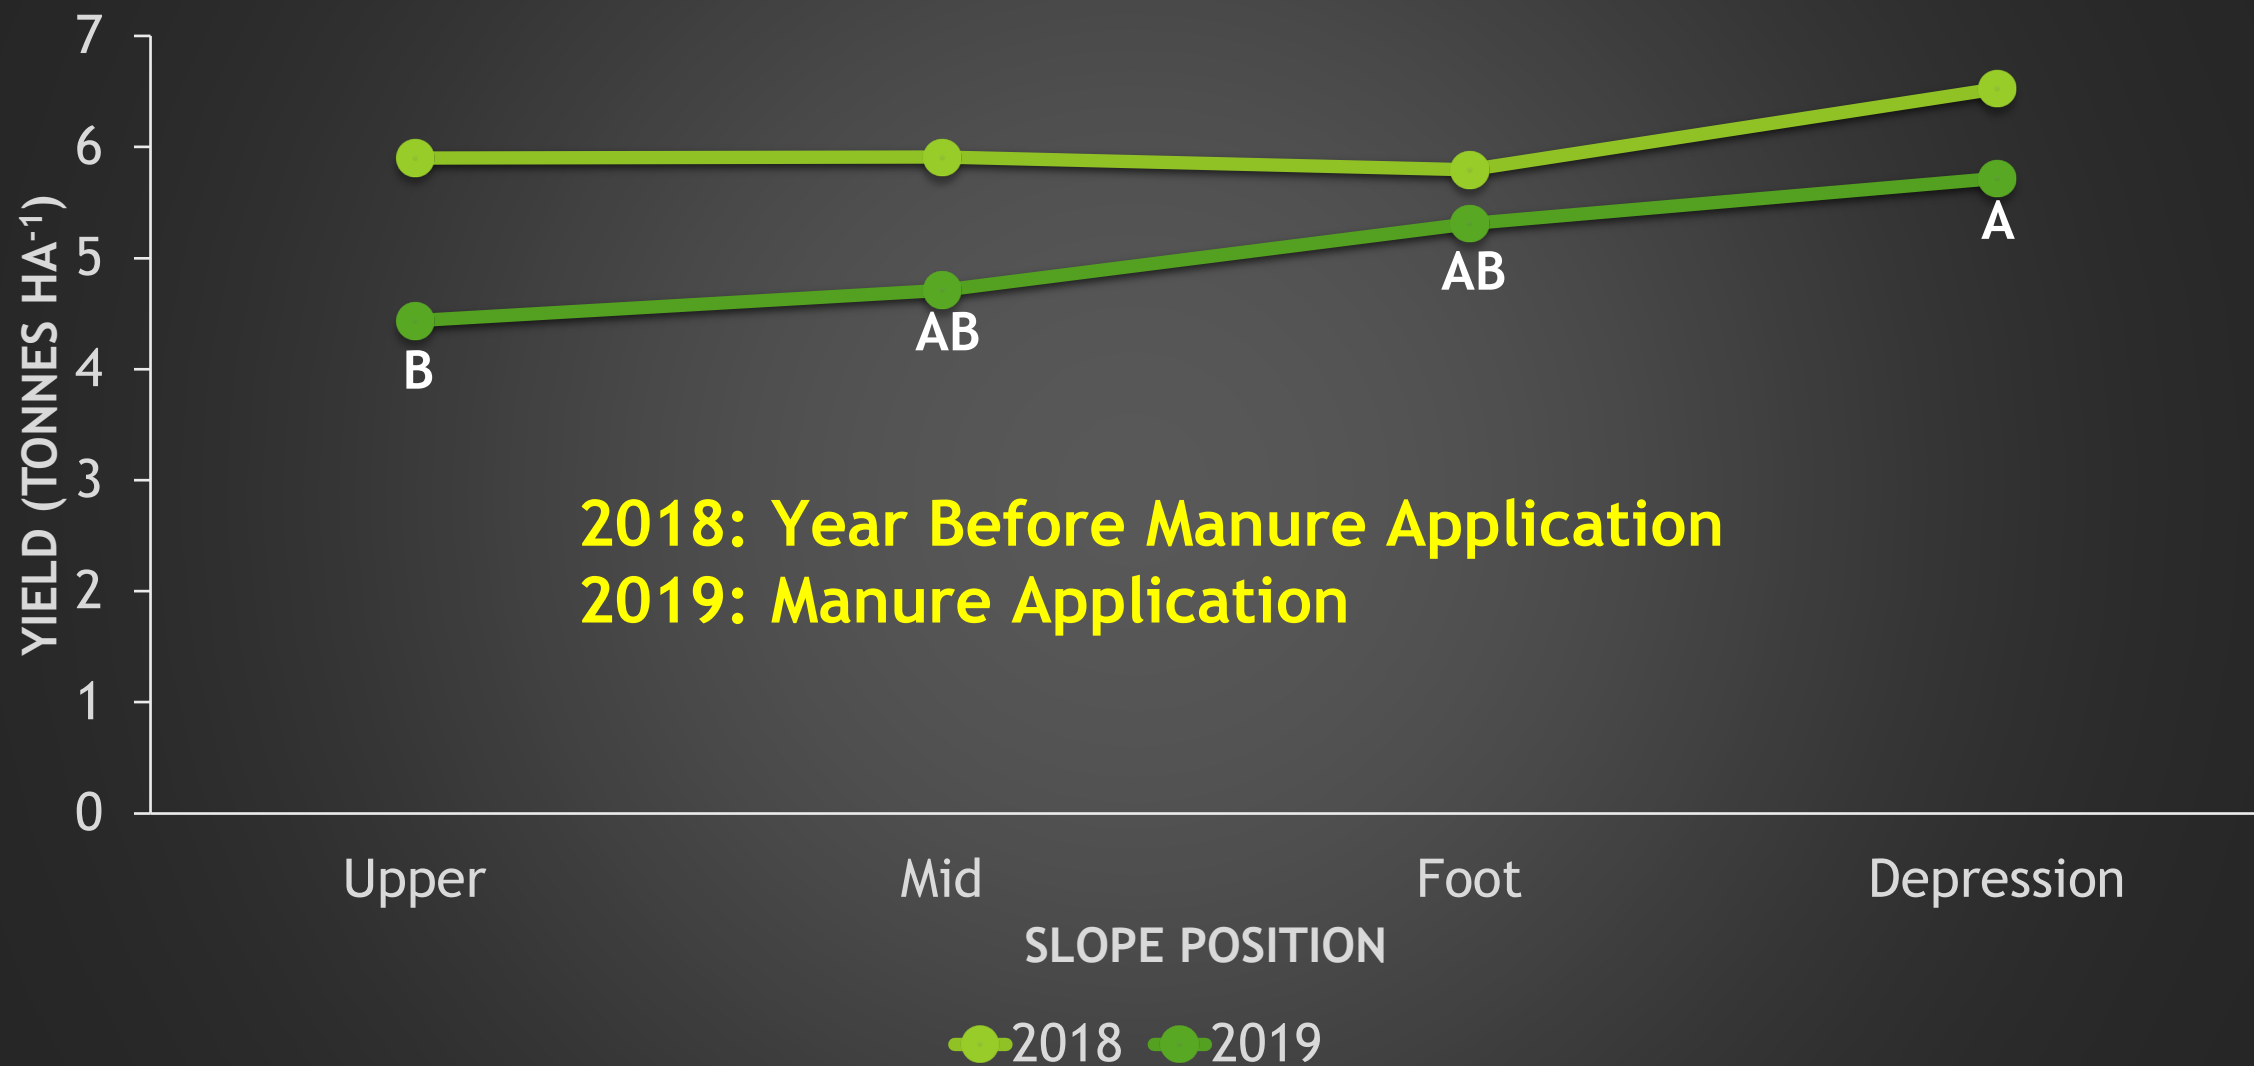 7
6
5
4
3
2
1
0
YIELD (TONNES HA-1)
B
AB
AB
A
2018: Year Before Manure Application
2019: Manure Application
Upper
Mid
Foot
Depression
SLOPE POSITION
2018
2019